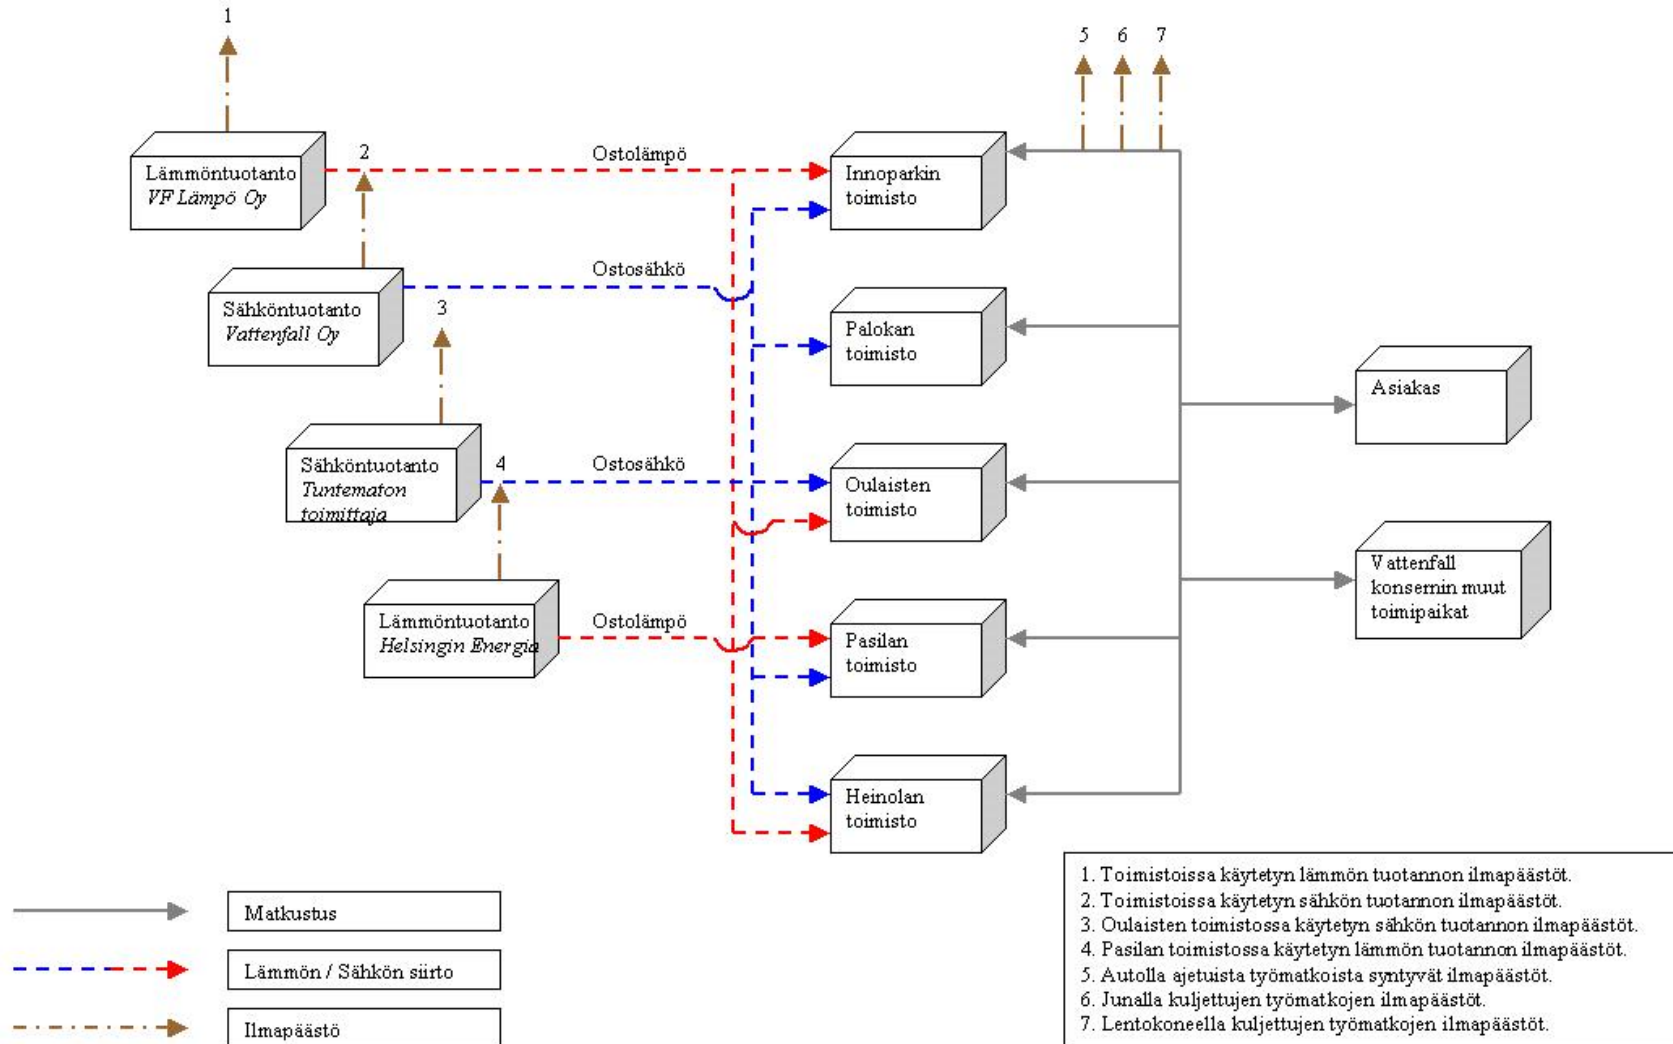 1
5 6 7
Lämmöntuotanto
VF Lämpö Oy
2
Ostolämpö
Innoparkin
toimisto
Sähköntuotanto
Vattenfall Oy
3
Ostosähkö
Palokan
toimisto
Asiakas
Sähköntuotanto
Tuntematon
toimittaja
4
Ostosähkö
Oulaisten
toimisto
Vattenfall
konsernin muut
toimipaikat
Lämmöntuotanto
Helsingin Energia
Ostolämpö
Pasilan
toimisto
Heinolan
toimisto
Matkustus
Lämmön / Sähkön siirto
Ilmapäästö
1. Toimistoissa käytetyn lämmön tuotannon ilmapäästöt.
2. Toimistoissa käytetyn sähkön tuotannon ilmapäästöt.
3. Oulaisten toimistossa käytetyn sähkön tuotannon ilmapäästöt.
4. Pasilan toimistossa käytetyn lämmön tuotannon ilmapäästöt.
5. Autolla ajetuista työmatkoista syntyvät ilmapäästöt.
6. Junalla kuljettujen työmatkojen ilmapäästöt.
7. Lentokoneella kuljettujen työmatkojen ilmapäästöt.